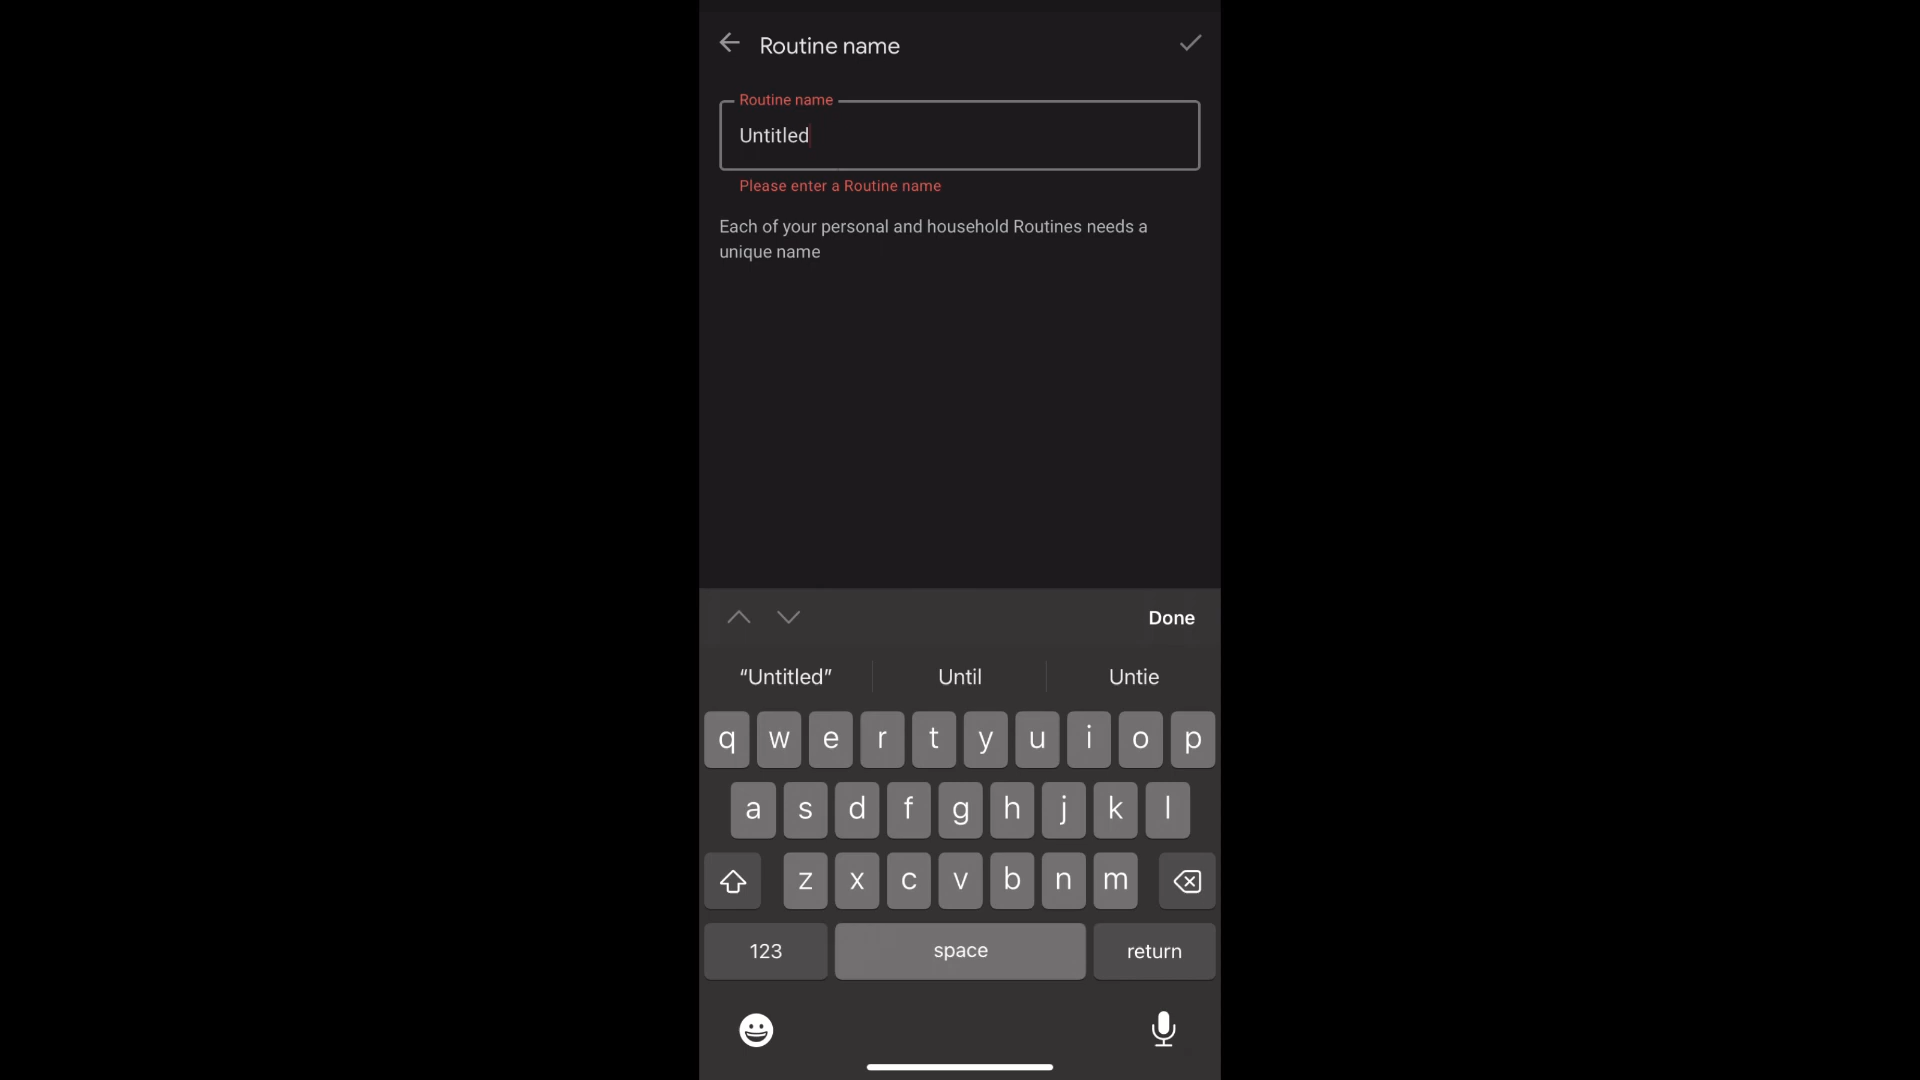 Routine name
Routine name
Untitled
Please enter a Routine name
Each of your personal and household Routines needs a
unique name
Done
“Untitled” Until Untie
q w e r t y u i o p
a s d f g h j k l
z x c v b n m
123 space return